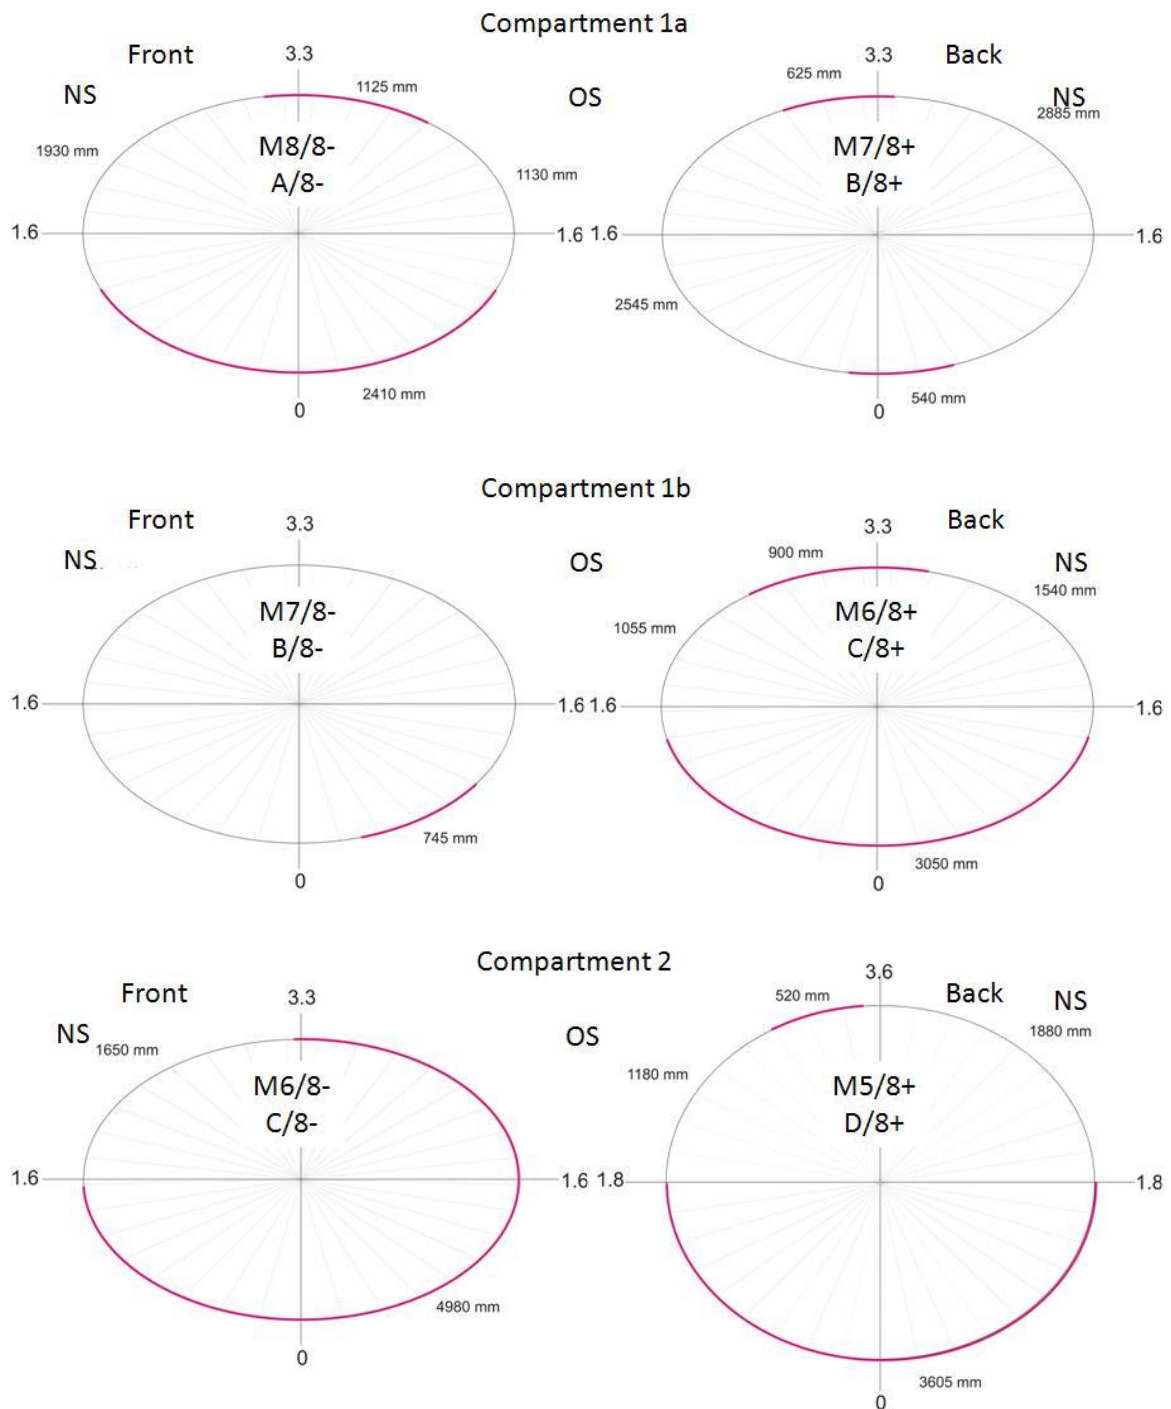 Compartment 1a
Front 3.3 3.3 Back
NS 1125 mm OS 625 mm NS
2885 mm
M8/8- M7/8+
1930 mm
A/8- B/8+
1130 mm
1.6 1.6 1.6 1.6
2545 mm
2410 mm 540 mm
0 0
Compartment 1b
Front 3.3 3.3 Back
NS OS 900 mm NS
1540 mm
M7/8- M6/8+
1055 mm
B/8- C/8+
1.6 1.6 1.6 1.6
745 mm 3050 mm
0 0
Compartment 2
3.6
Front 3.3 520 mm Back NS
NS OS 1880 mm
1650 mm
1180 mm
M6/8- M5/8+
C/8- D/8+
1.6 1.6 1.8 1.8
4980 mm
0
3605 mm
0